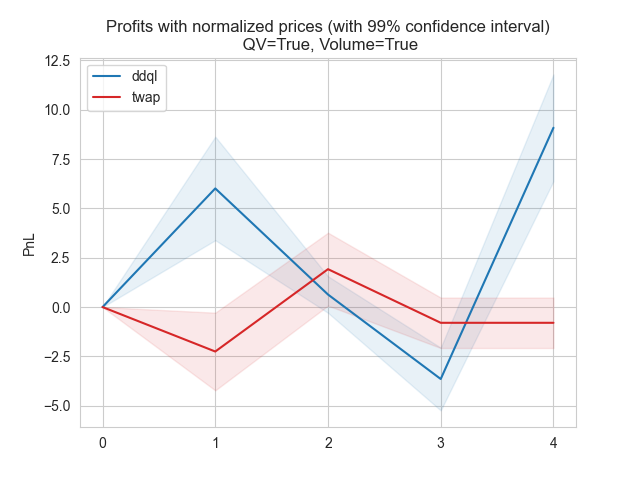 Profits with normalized prices (with 99% confidence interval)
QV=True, Volume=True
12.5
10.0
7.5
5.0
2.5
0.0
−2.5
−5.0
PnL
ddql
twap
0 1 2 3 4